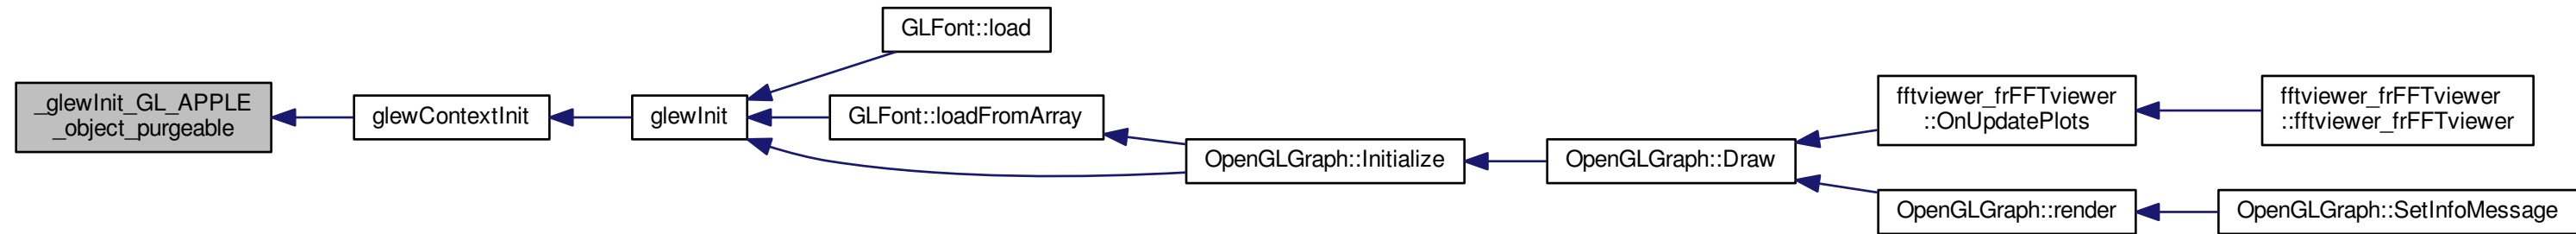 _glewInit_GL_APPLE
_object_purgeable
glewContextInit
glewInit
GLFont::load
GLFont::loadFromArray
OpenGLGraph::Initialize
OpenGLGraph::Draw
fftviewer_frFFTviewer
::OnUpdatePlots
fftviewer_frFFTviewer
::fftviewer_frFFTviewer
OpenGLGraph::render
OpenGLGraph::SetInfoMessage